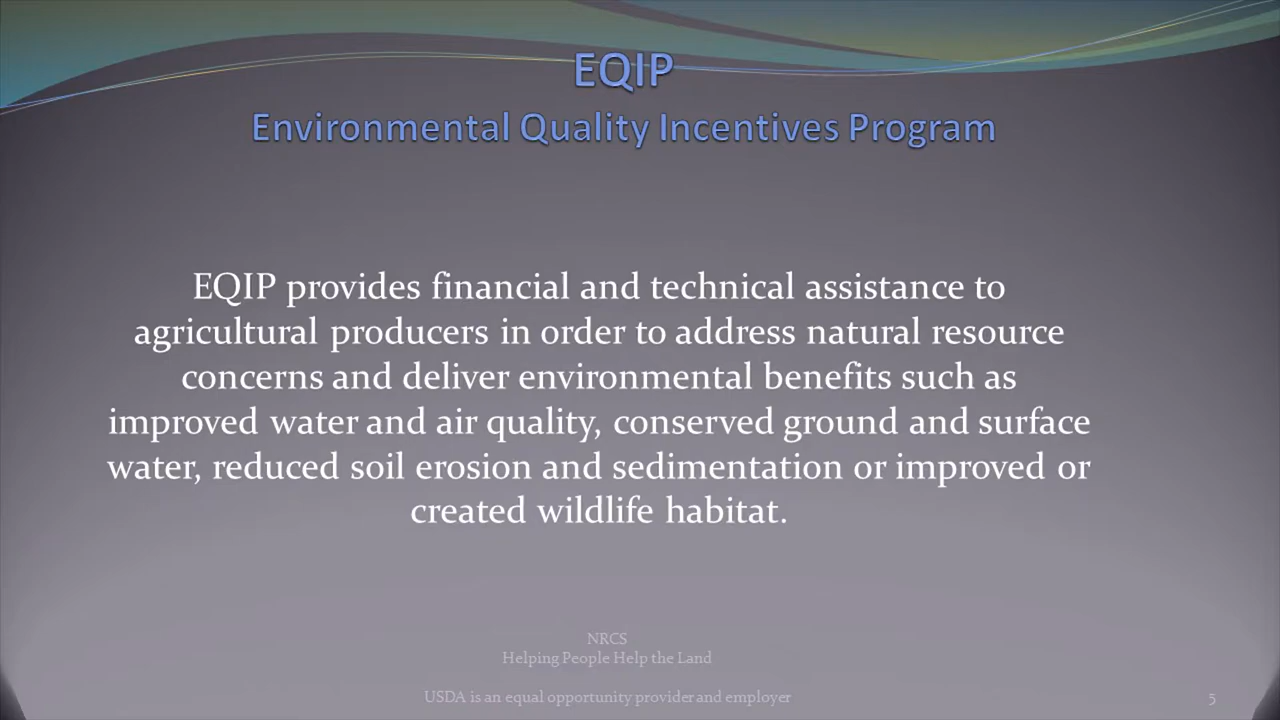 EQIP
Environmental Quality Incentives Program
EQIP provides financial and technical assistance to
agricultural producers in order to address natural resource
concerns and deliver environmental benefits such as
improved water and air quality, conserved ground and surface
water, reduced soil erosion and sedimentation or improved or
created wildlife habitat.
NRCS
Helping People Help the Land
USDA is an equal opportunity provider and employer
5